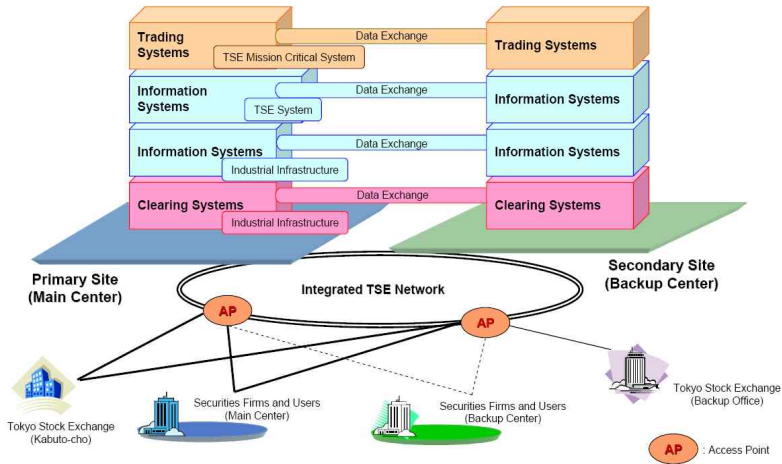 Trading
Systems
Data Exchange
Trading Systems
TSE Mission Critical System
Information
Systems
Data Exchange
Information Systems
TSE System
Information Systems
Data Exchange
Information Systems
Industrial Infrastructure
Clearing Systems
Data Exchange
Clearing Systems
Industrial Infrastructure
Primary Site
(Main Center)
Integrated TSE Network
Secondary Site
(Backup Center)
AP
AP
Tokyo Stock Exchange
(Kabuto-cho)
Securities Firms and Users
(Main Center)
Securities Firms and Users
(Backup Center)
Tokyo Stock Exchange
(Backup Office)
AP : Access Point